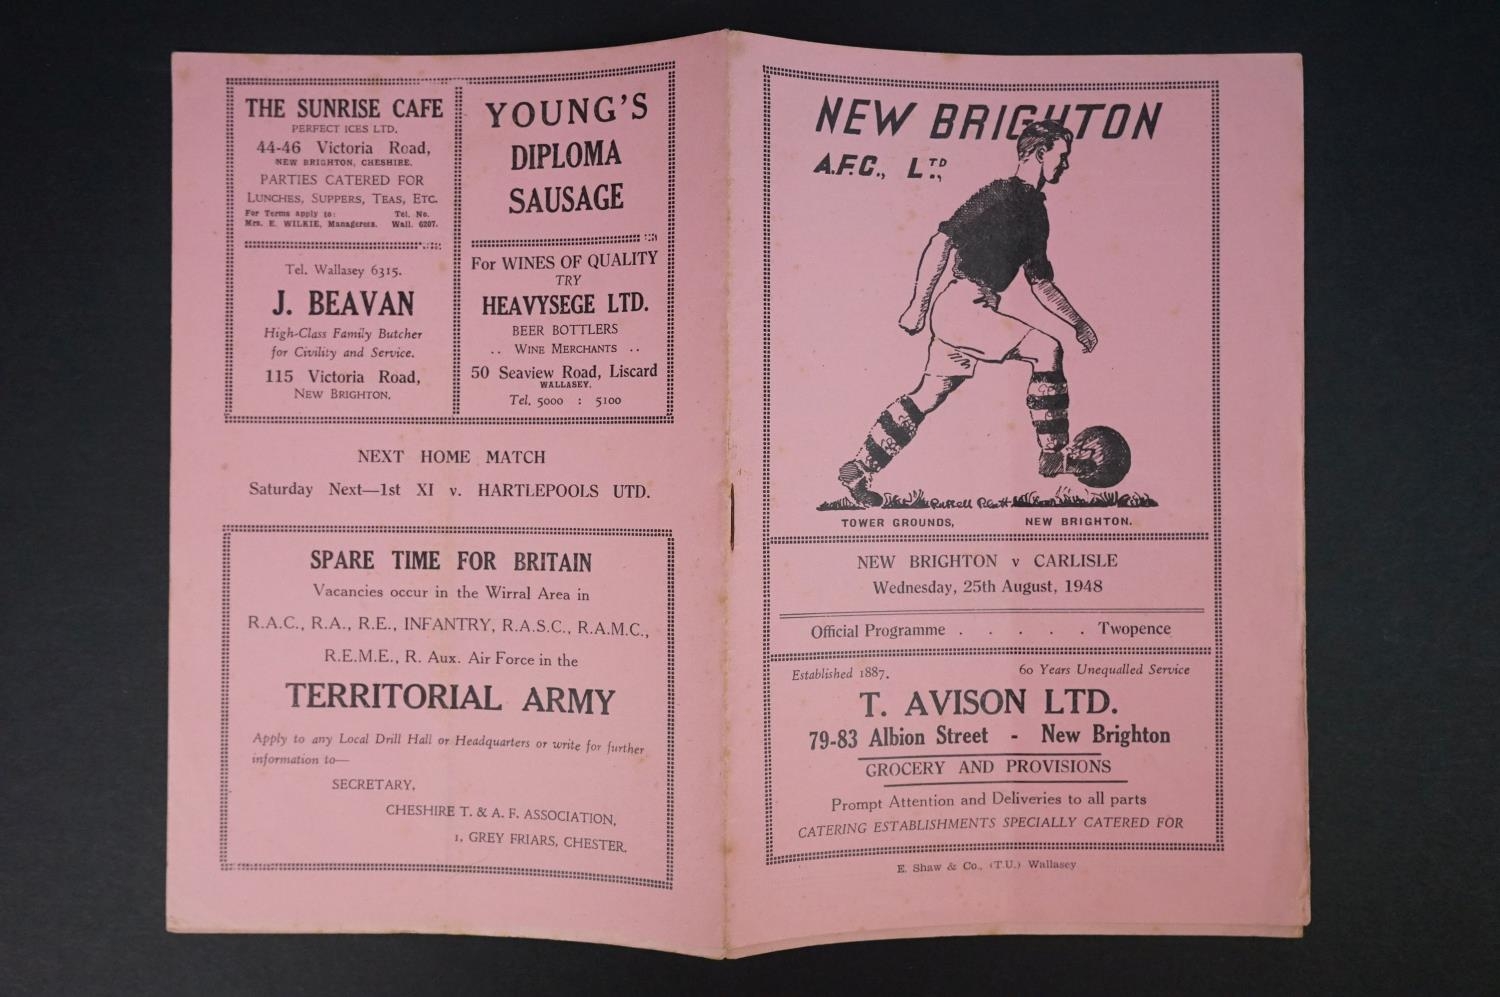 THE SUNRISE CAFE
PERFECT ICES LTD.
44-46 Victoria Road,
NEW BRIGHTON, CHESHIRE.
PARTIES CATERED FOR
LUNCHES, SUPPERS, TEAS, ETC.
For Terms apply to: Tel. No.
Mrs. E. WILKIE, Manageress. Wall. 6207.
YOUNG'S
DIPLOMA
SAUSAGE
Tel. Wallasey 6315.
J. BEAVAN
High-Class Family Butcher
for Civility and Service.
115 Victoria Road,
NEW BRIGHTON.
For WINES OF QUALITY
TRY
HEAVYSEGE LTD.
BEER BOTTLERS
.. WINE MERCHANTS ..
50 Seaview Road, Liscard
WALLASEY.
Tel. 5000 : 5100
NEXT HOME MATCH
Saturday Next—1st XI v. HARTLEPOOLS UTD.
SPARE TIME FOR BRITAIN
Vacancies occur in the Wirral Area in
R.A.C., R.A., R.E., INFANTRY, R.A.S.C., R.A.M.C.,
R.E.M.E., R. Aux. Air Force in the
TERRITORIAL ARMY
Apply to any Local Drill Hall or Headquarters or write for further
information to—
SECRETARY,
CHESHIRE T. & A. F. ASSOCIATION,
1, GREY FRIARS, CHESTER.
NEW BRIGHTON
A.F.C., LTD.,
TOWER GROUNDS, NEW BRIGHTON.
NEW BRIGHTON v CARLISLE
Wednesday, 25th August, 1948
Official Programme . . . . . Twopence
Established 1887. 60 Years Unequalled Service
T. AVISON LTD.
79-83 Albion Street - New Brighton
GROCERY AND PROVISIONS
Prompt Attention and Deliveries to all parts
CATERING ESTABLISHMENTS SPECIALLY CATERED FOR
E. Shaw & Co., (T.U.) Wallasey